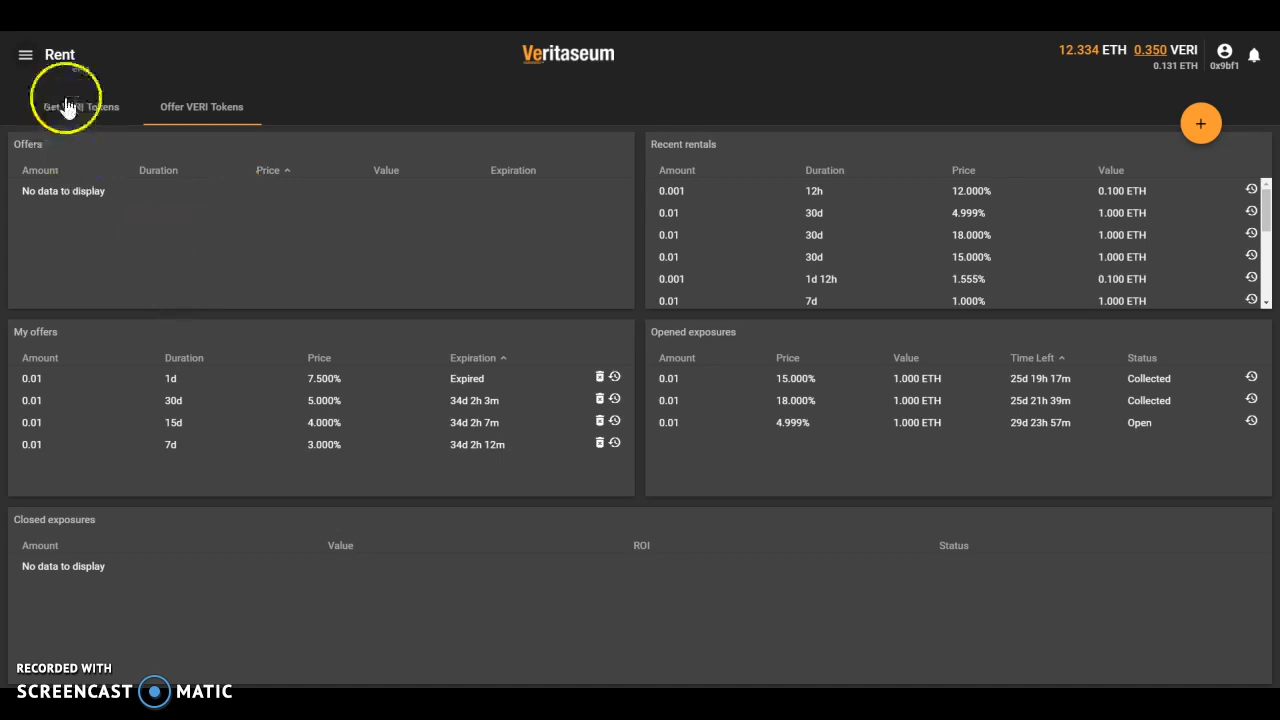 Rent
Veritaseum
12.334 ETH 0.350 VERI
0.131 ETH
0x9bf1
Get VERI Tokens
Offer VERI Tokens
Offers
Amount Duration Price Value Expiration
No data to display
Recent rentals
Amount Duration Price Value
0.001 12h 12.000% 0.100 ETH
0.01 30d 4.999% 1.000 ETH
0.01 30d 18.000% 1.000 ETH
0.01 30d 15.000% 1.000 ETH
0.001 1d 12h 1.555% 0.100 ETH
0.01 7d 1.000% 1.000 ETH
My offers
Amount Duration Price Expiration
0.01 1d 7.500% Expired
0.01 30d 5.000% 34d 2h 3m
0.01 15d 4.000% 34d 2h 7m
0.01 7d 3.000% 34d 2h 12m
Opened exposures
Amount Price Value Time Left Status
0.01 15.000% 1.000 ETH 25d 19h 17m Collected
0.01 18.000% 1.000 ETH 25d 21h 39m Collected
0.01 4.999% 1.000 ETH 29d 23h 57m Open
Closed exposures
Amount Value ROI Status
No data to display
RECORDED WITH
SCREENCAST MATIC